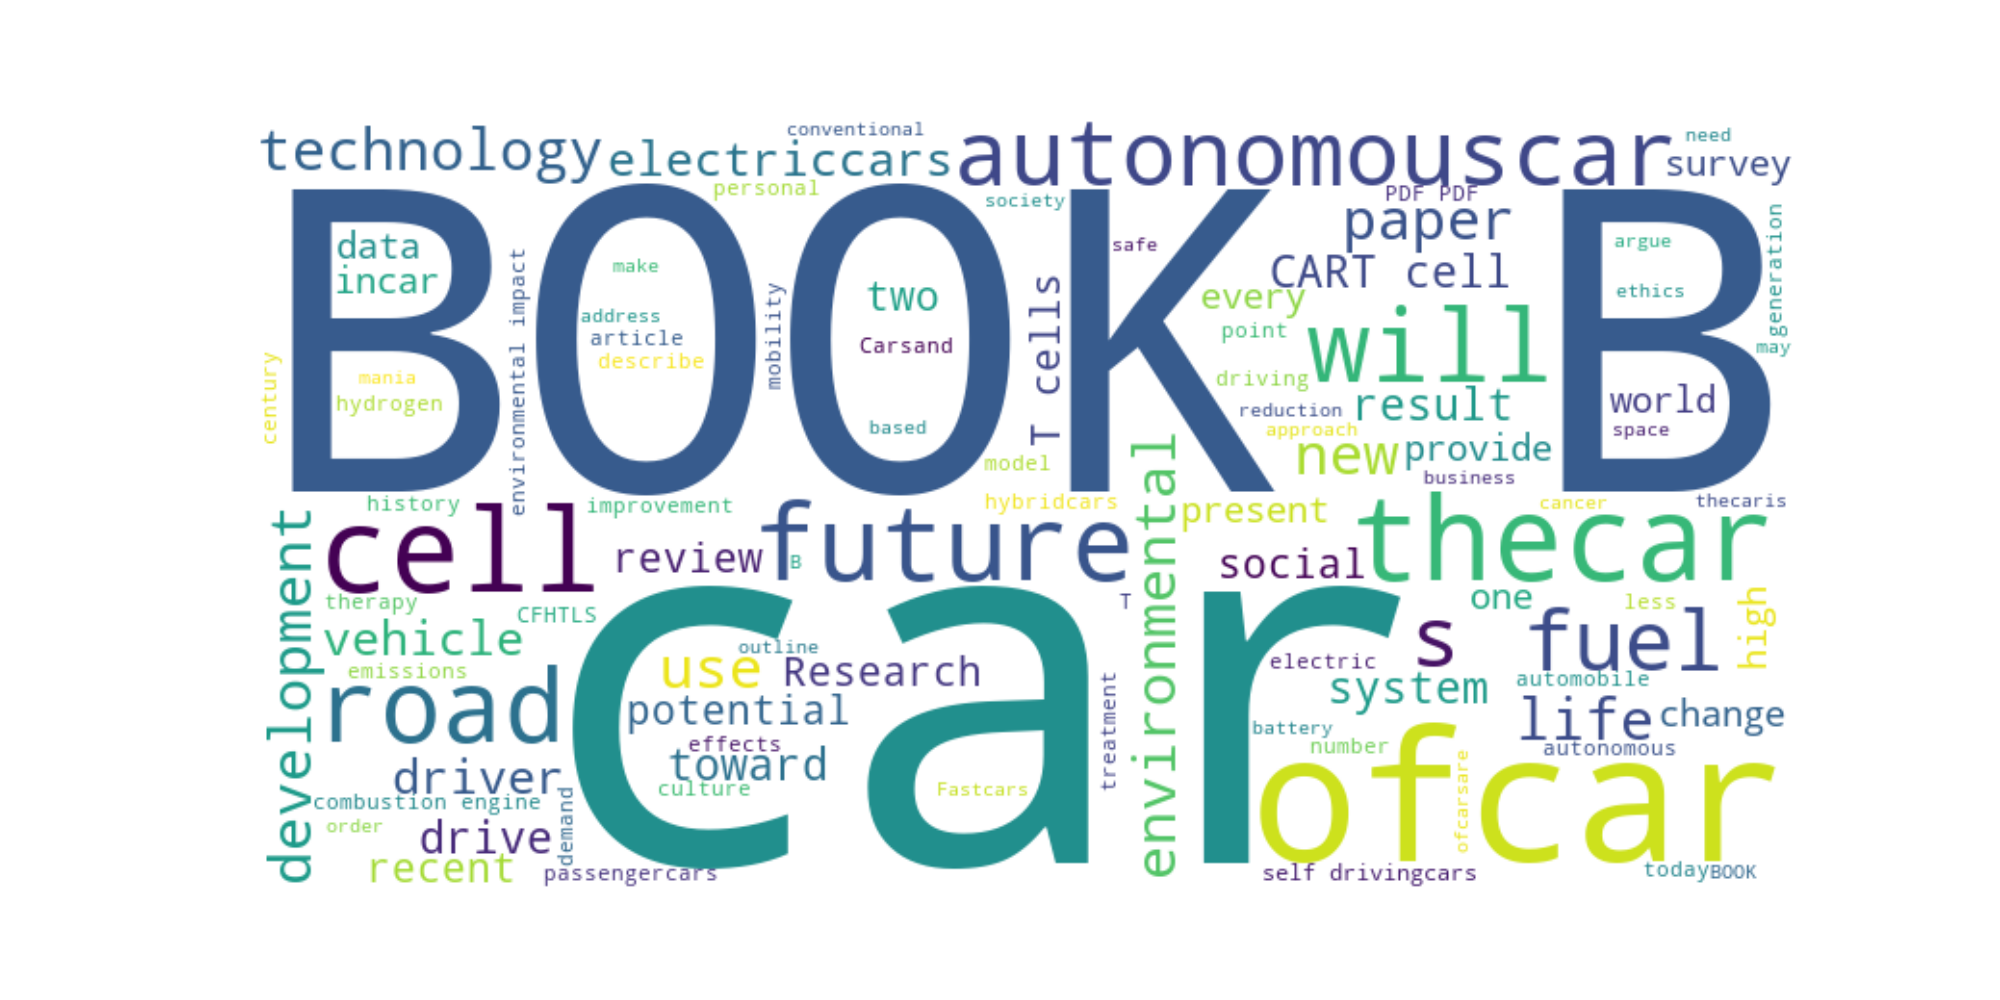 conventional
need
technology
electriccars
autonomouscar
survey
personal
society
PDF PDF
paper
BOOK B
data
incar
make
address
article
describe
mania
hydrogen
century
environmental impact
mobility
two
Carsand
based
T cells
safe
CART cell
every
point
will
driving
reduction
result
approach
new
provide
business
argue
ethics
generation
may
world
space
model
history
improvement
hybridcars
present
cancer
thecaris
cell
review
B
future
environmental
social
thecar
development
therapy
CFHTLS
T
one
less
high
vehicle
emissions
road
car
outline
use
Research
potential
effects
toward
culture
Fastcars
treatment
s
fuel
electric
system
automobile
battery
life
change
number
autonomous
ofcar
ofcarsare
driver
combustion engine
order
drive
demand
recent
passengercars
self drivingcars
today
BOOK